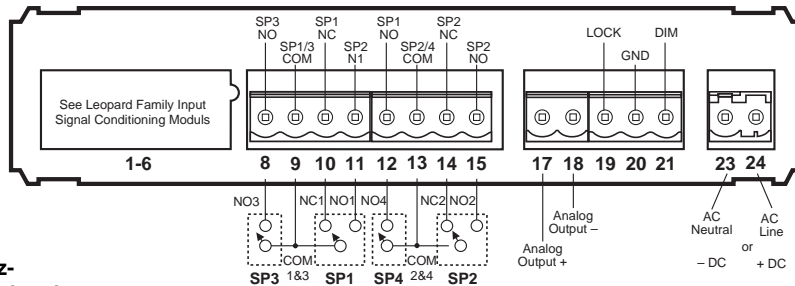 SP3 NO
SP1/3 COM
SP1 NC
SP2 N1
SP1 NO
SP2/4 COM
SP2 NC
SP2 NO
LOCK
GND
DIM
See Leopard Family Input
Signal Conditioning Moduls
1-6
8 9 10 11 12 13 14 15
17 18 19 20 21
23 24
NO3
NC1 NO1 NO4
NC2 NO2
COM
1&3
COM
2&4
SP3 SP1 SP4 SP2
Analog
Output +
Analog
Output –
AC
Neutral
– DC
or
AC
Line
+ DC
z-